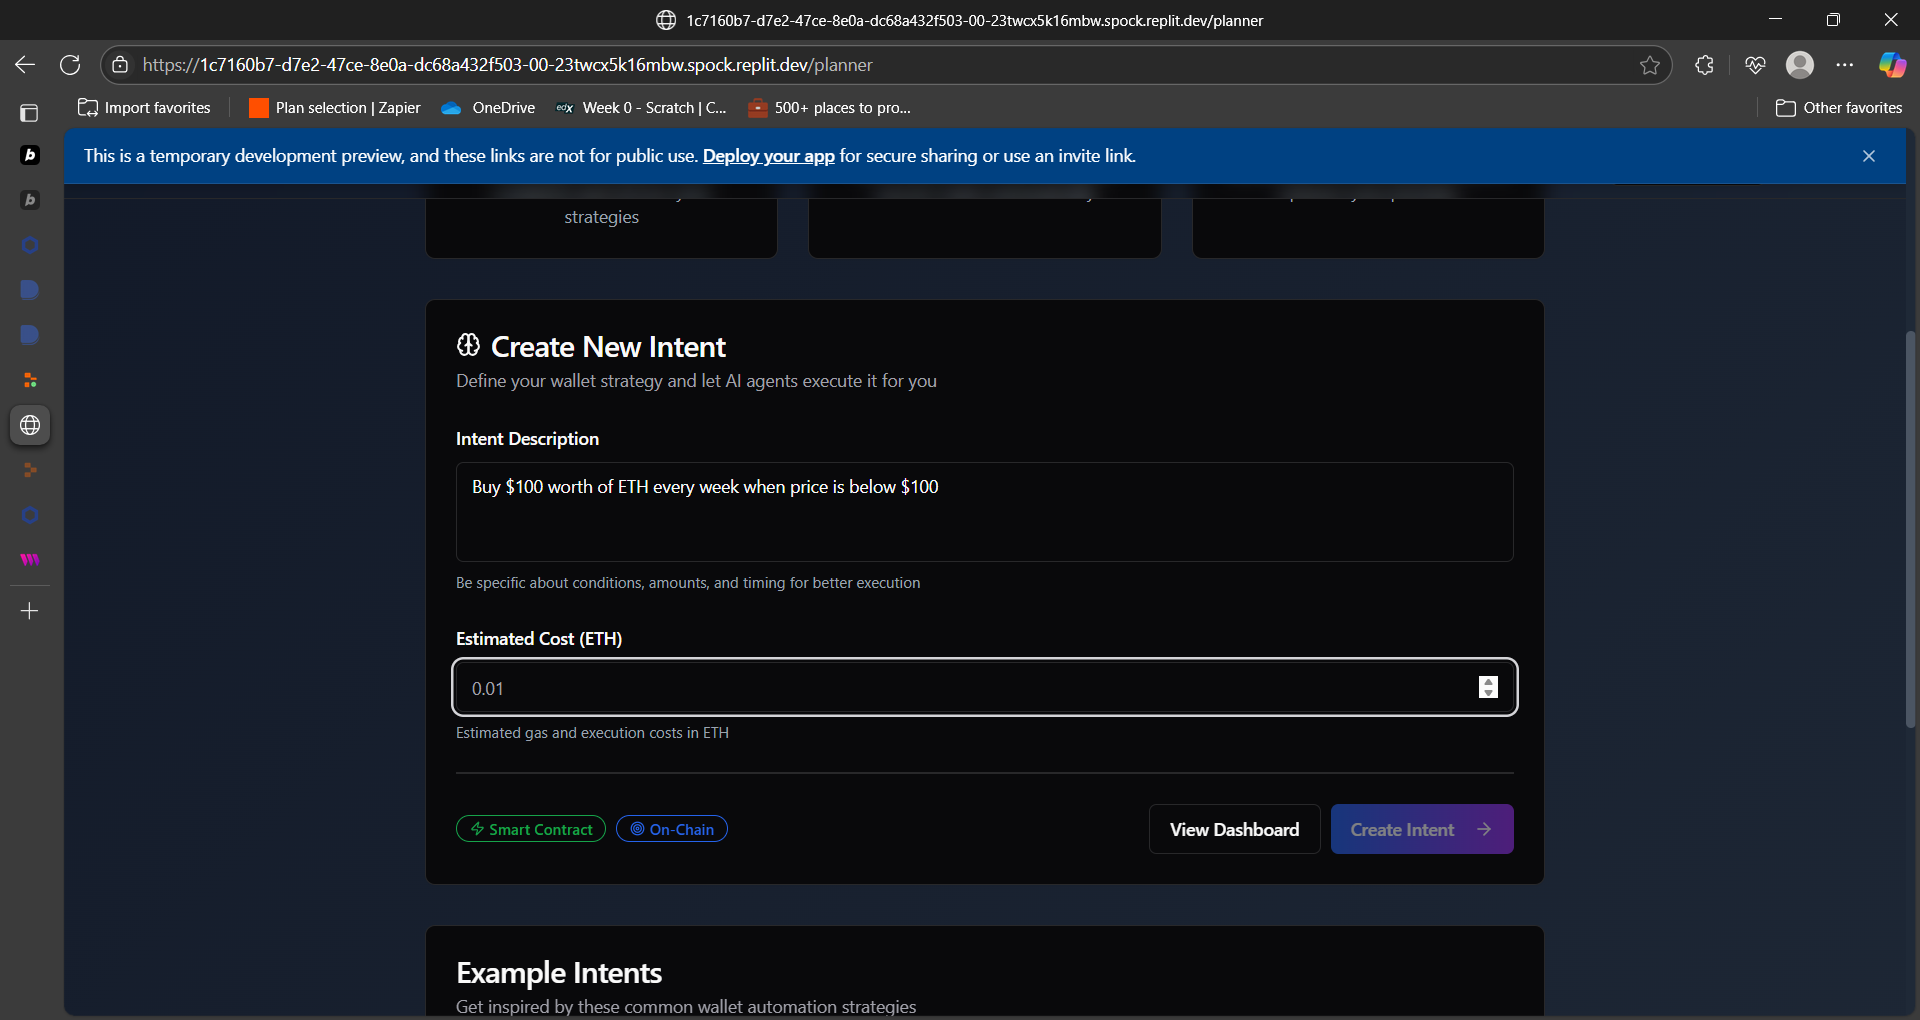 1c7160b7-d7e2-47ce-8e0a-dc68a432f503-00-23twcx5k16mbw.spock.replit.dev/planner
https://1c7160b7-d7e2-47ce-8e0a-dc68a432f503-00-23twcx5k16mbw.spock.replit.dev/planner
Import favorites
Plan selection | Zapier
OneDrive
edX
Week 0 - Scratch | C...
500+ places to pro...
Other favorites
This is a temporary development preview, and these links are not for public use. Deploy your app for secure sharing or use an invite link.
strategies
Create New Intent
Define your wallet strategy and let AI agents execute it for you
Intent Description
Buy $100 worth of ETH every week when price is below $100
Be specific about conditions, amounts, and timing for better execution
Estimated Cost (ETH)
0.01
Estimated gas and execution costs in ETH
Smart Contract
On-Chain
View Dashboard
Create Intent
Example Intents
Get inspired by these common wallet automation strategies